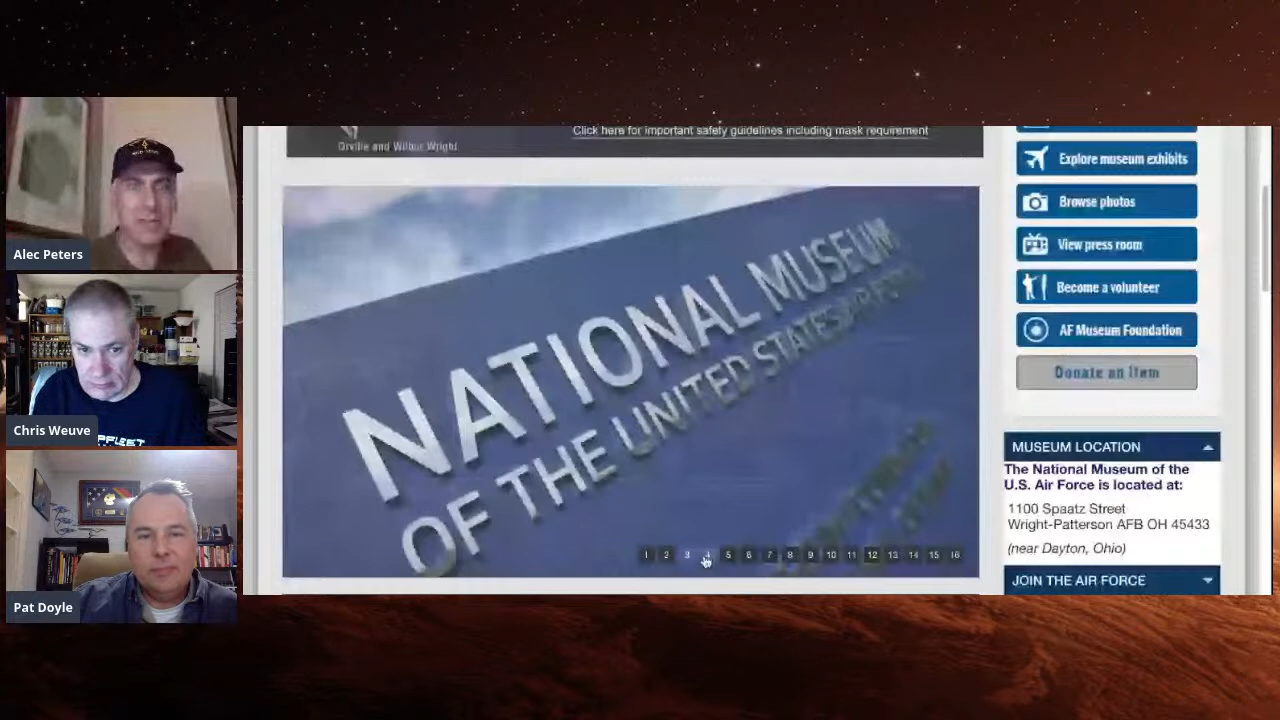 Alec Peters
Chris Weuve
Pat Doyle
Click here for important safety guidelines including mask requirement
Orville and Wilbur Wright
NATIONAL MUSEUM
OF THE UNITED STATES AIR FORCE
1 2 3 4 5 6 7 8 9 10 11 12 13 14 15 16
Explore museum exhibits
Browse photos
View press room
Become a volunteer
AF Museum Foundation
Donate an item
MUSEUM LOCATION
The National Museum of the
U.S. Air Force is located at:
1100 Spaatz Street
Wright-Patterson AFB OH 45433
(near Dayton, Ohio)
JOIN THE AIR FORCE